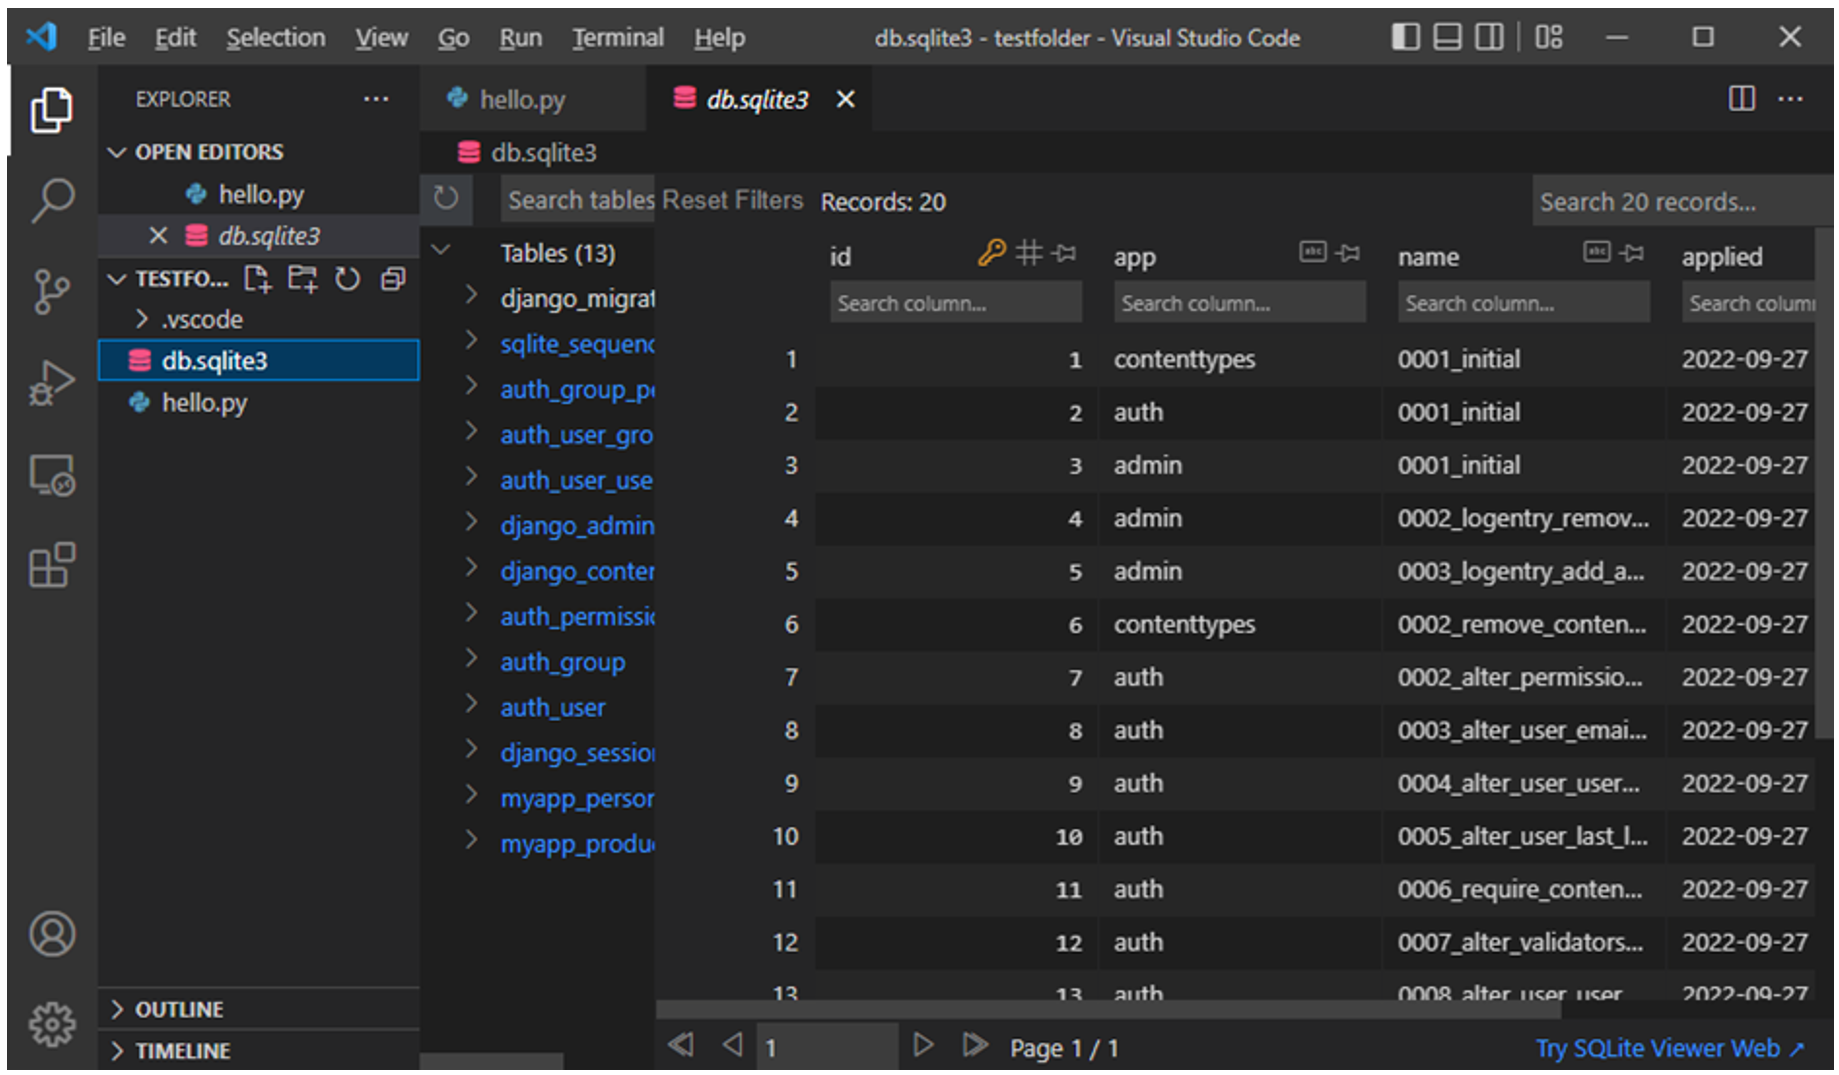 File Edit Selection View Go Run Terminal Help db.sqlite3 - testfolder - Visual Studio Code
EXPLORER
OPEN EDITORS
hello.py
db.sqlite3
TESTFO...
.vscode
db.sqlite3
hello.py
OUTLINE
TIMELINE
hello.py db.sqlite3
db.sqlite3
Search tables Reset Filters Records: 20 Search 20 records...
Tables (13)
django_migrat
sqlite_sequenc
auth_group_pe
auth_user_gro
auth_user_use
django_admin
django_conter
auth_permissic
auth_group
auth_user
django_session
myapp_person
myapp_produc
id app name applied
Search column... Search column... Search column... Search colum
1 1 contenttypes 0001_initial 2022-09-27
2 2 auth 0001_initial 2022-09-27
3 3 admin 0001_initial 2022-09-27
4 4 admin 0002_logentry_remov... 2022-09-27
5 5 admin 0003_logentry_add_a... 2022-09-27
6 6 contenttypes 0002_remove_conten... 2022-09-27
7 7 auth 0002_alter_permissio... 2022-09-27
8 8 auth 0003_alter_user_emai... 2022-09-27
9 9 auth 0004_alter_user_user... 2022-09-27
10 10 auth 0005_alter_user_last_l... 2022-09-27
11 11 auth 0006_require_conten... 2022-09-27
12 12 auth 0007_alter_validators... 2022-09-27
13 13 auth 0008_alter_user_user 2022-09-27
1 Page 1 / 1 Try SQLite Viewer Web ↗